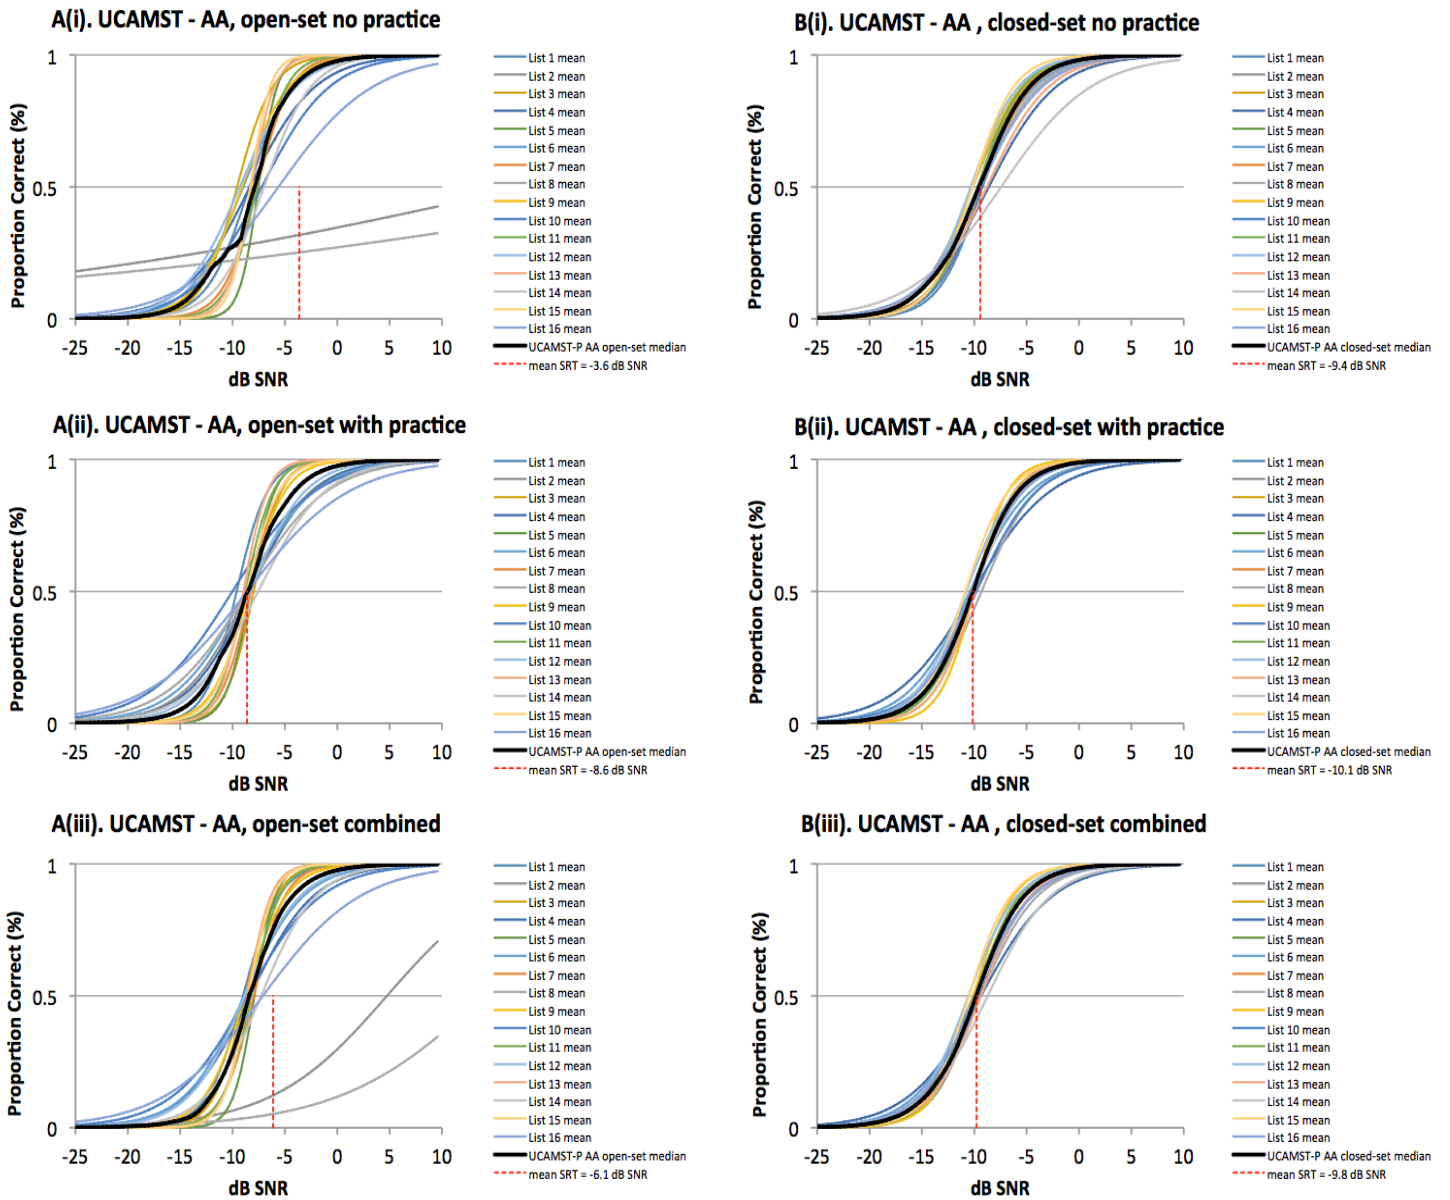 A(i). UCAMST - AA, open-set no practice
Proportion Correct (%)
1
0.5
0
-25 -20 -15 -10 -5 0 5 10
dB SNR
List 1 mean
List 2 mean
List 3 mean
List 4 mean
List 5 mean
List 6 mean
List 7 mean
List 8 mean
List 9 mean
List 10 mean
List 11 mean
List 12 mean
List 13 mean
List 14 mean
List 15 mean
List 16 mean
UCAMST-P AA open-set median
mean SRT = -3.6 dB SNR
B(i). UCAMST - AA , closed-set no practice
Proportion Correct (%)
1
0.5
0
-25 -20 -15 -10 -5 0 5 10
dB SNR
List 1 mean
List 2 mean
List 3 mean
List 4 mean
List 5 mean
List 6 mean
List 7 mean
List 8 mean
List 9 mean
List 10 mean
List 11 mean
List 12 mean
List 13 mean
List 14 mean
List 15 mean
List 16 mean
UCAMST-P AA closed-set median
mean SRT = -9.4 dB SNR
A(ii). UCAMST - AA, open-set with practice
Proportion Correct (%)
1
0.5
0
-25 -20 -15 -10 -5 0 5 10
dB SNR
List 1 mean
List 2 mean
List 3 mean
List 4 mean
List 5 mean
List 6 mean
List 7 mean
List 8 mean
List 9 mean
List 10 mean
List 11 mean
List 12 mean
List 13 mean
List 14 mean
List 15 mean
List 16 mean
UCAMST-P AA open-set median
mean SRT = -8.6 dB SNR
B(ii). UCAMST - AA , closed-set with practice
Proportion Correct (%)
1
0.5
0
-25 -20 -15 -10 -5 0 5 10
dB SNR
List 1 mean
List 2 mean
List 3 mean
List 4 mean
List 5 mean
List 6 mean
List 7 mean
List 8 mean
List 9 mean
List 10 mean
List 11 mean
List 12 mean
List 13 mean
List 14 mean
List 15 mean
List 16 mean
UCAMST-P AA closed-set median
mean SRT = -10.1 dB SNR
A(iii). UCAMST - AA, open-set combined
Proportion Correct (%)
1
0.5
0
-25 -20 -15 -10 -5 0 5 10
dB SNR
List 1 mean
List 2 mean
List 3 mean
List 4 mean
List 5 mean
List 6 mean
List 7 mean
List 8 mean
List 9 mean
List 10 mean
List 11 mean
List 12 mean
List 13 mean
List 14 mean
List 15 mean
List 16 mean
UCAMST-P AA open-set median
mean SRT = -6.1 dB SNR
B(iii). UCAMST - AA , closed-set combined
Proportion Correct (%)
1
0.5
0
-25 -20 -15 -10 -5 0 5 10
dB SNR
List 1 mean
List 2 mean
List 3 mean
List 4 mean
List 5 mean
List 6 mean
List 7 mean
List 8 mean
List 9 mean
List 10 mean
List 11 mean
List 12 mean
List 13 mean
List 14 mean
List 15 mean
List 16 mean
UCAMST-P AA closed-set median
mean SRT = -9.8 dB SNR